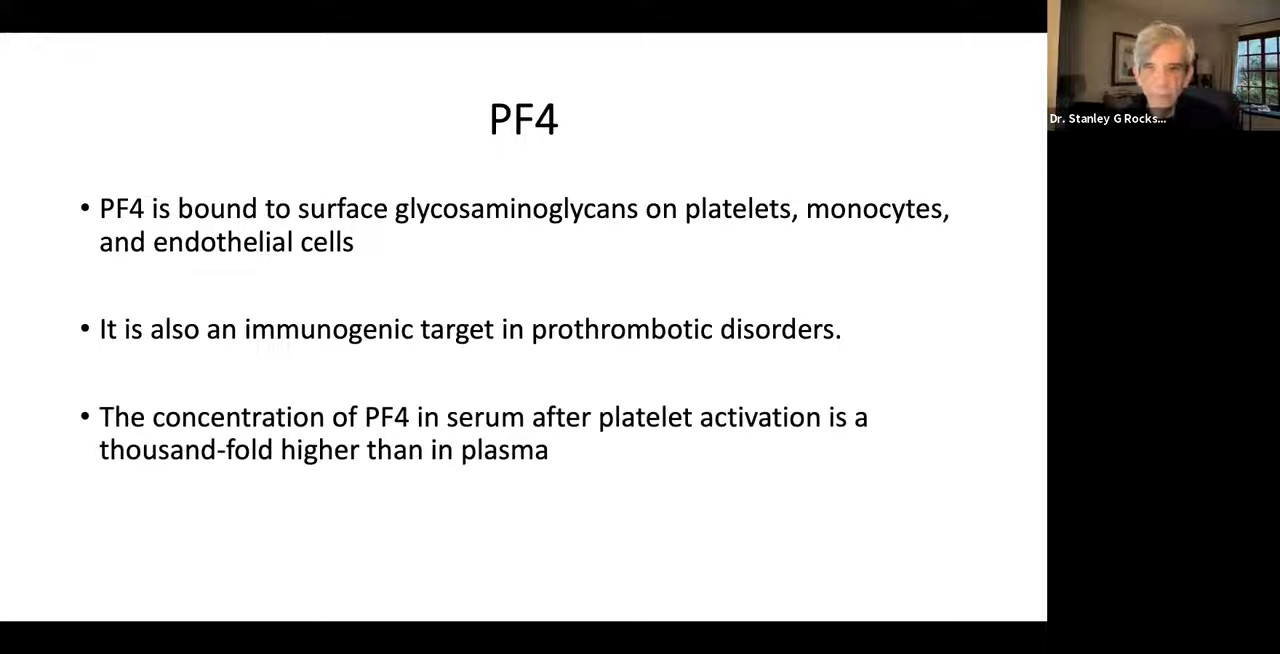 PF4
• PF4 is bound to surface glycosaminoglycans on platelets, monocytes,
and endothelial cells
• It is also an immunogenic target in prothrombotic disorders.
• The concentration of PF4 in serum after platelet activation is a
thousand-fold higher than in plasma
Dr. Stanley G Rocks...